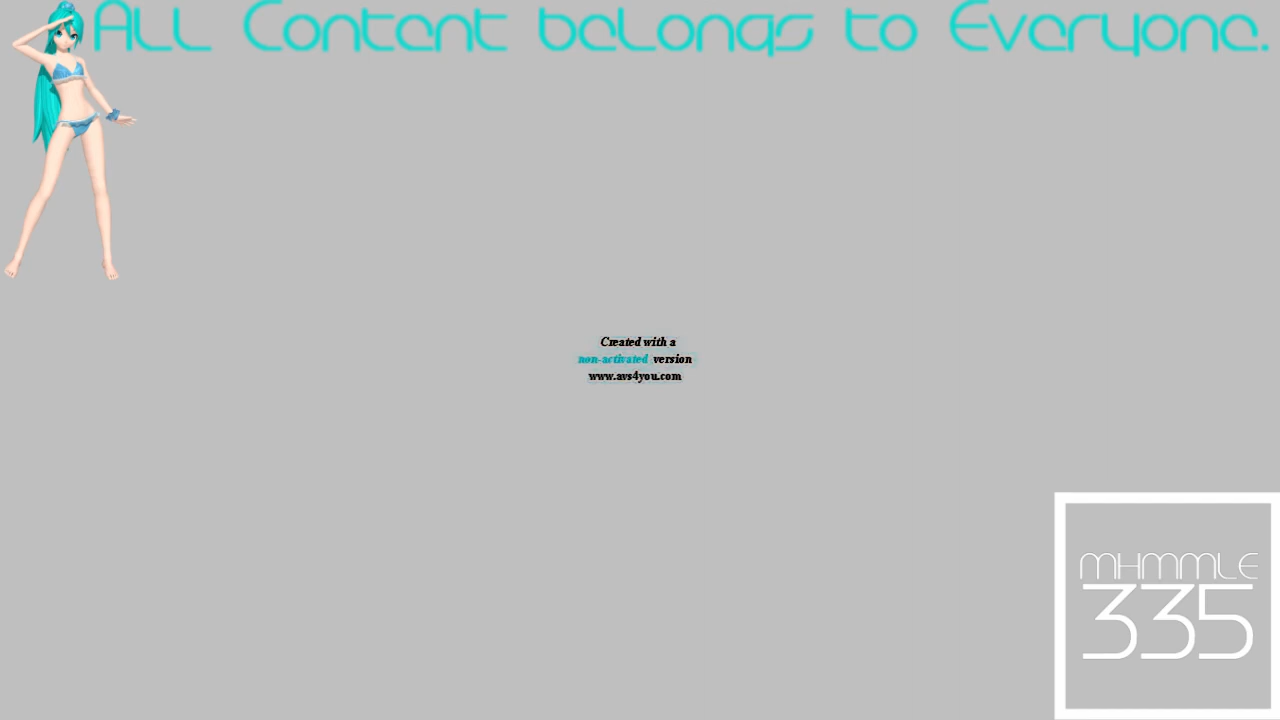 ALL Content beLongs to Everyone.
Created with a
non-activated version
www.avs4you.com
MHMMLE
335